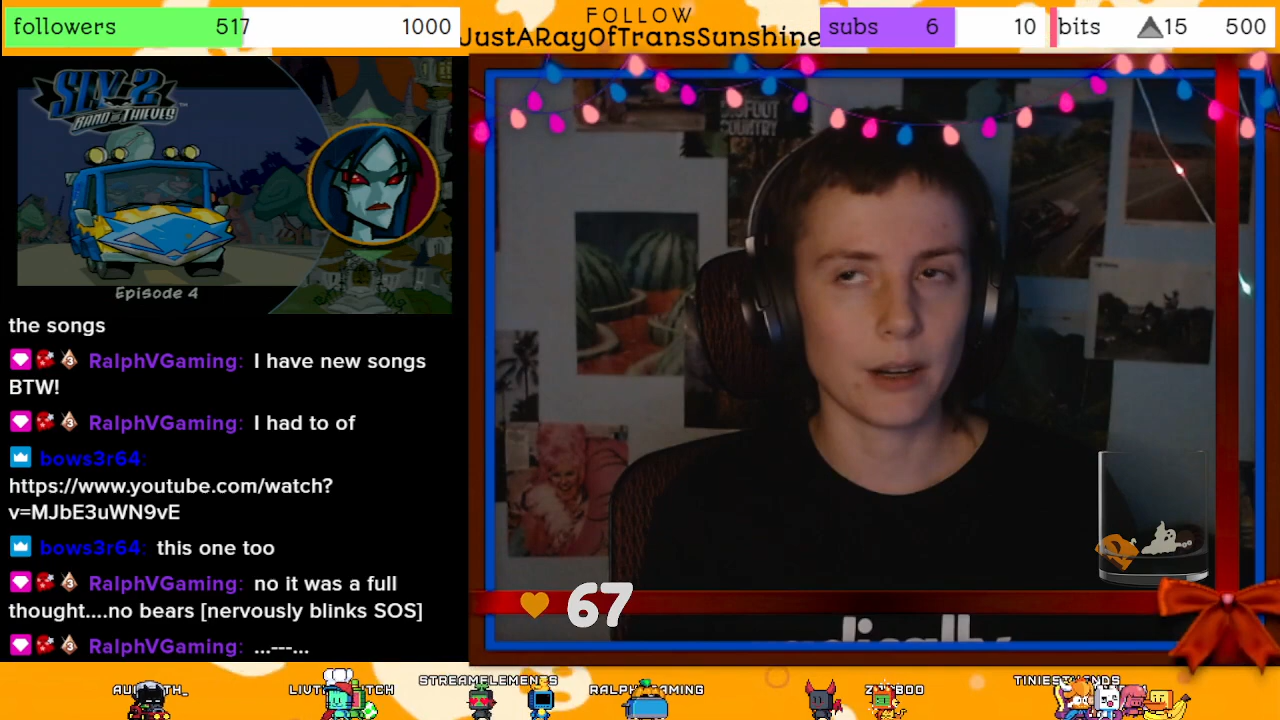 followers 517 1000
FOLLOW
JustARayOfTransSunshine
subs 6 10
bits 15 500
SLY 2
BAND OF THIEVES
Episode 4
BIGFOOT
COUNTRY
the songs
RalphVGaming: I have new songs
BTW!
RalphVGaming: I had to of
bows3r64:
https://www.youtube.com/watch?
v=MJbE3uWN9vE
bows3r64: this one too
RalphVGaming: no it was a full
thought....no bears [nervously blinks SOS]
RalphVGaming: ...---...
67
STREAMELEMENTS